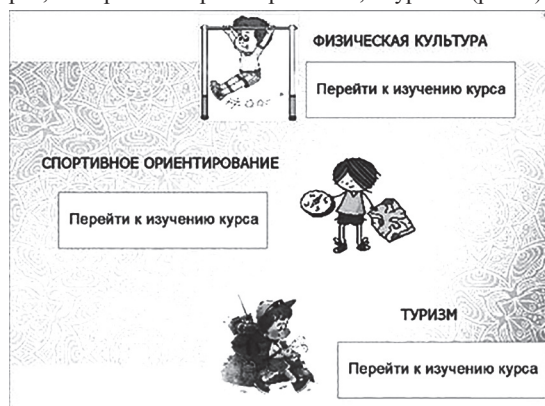 ФИЗИЧЕСКАЯ КУЛЬТУРА
Перейти к изучению курса
СПОРТИВНОЕ ОРИЕНТИРОВАНИЕ
Перейти к изучению курса
ТУРИЗМ
Перейти к изучению курса